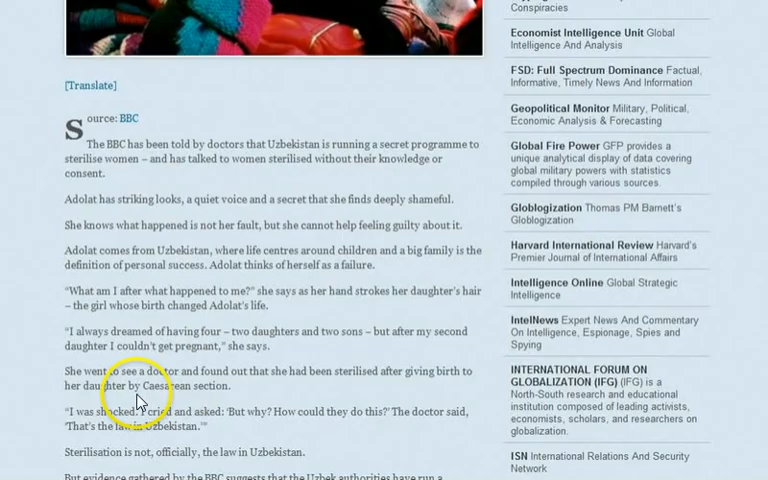 Conspiracies
Economist Intelligence Unit Global
Intelligence And Analysis
FSD: Full Spectrum Dominance Factual,
Informative, Timely News And Information
Geopolitical Monitor Military, Political,
Economic Analysis & Forecasting
Global Fire Power GFP provides a
unique analytical display of data covering
global military powers with statistics
compiled through various sources.
Globlogization Thomas PM Barnett's
Globlogization
Harvard International Review Harvard's
Premier Journal of International Affairs
Intelligence Online Global Strategic
Intelligence
IntelNews Expert News And Commentary
On Intelligence, Espionage, Spies and
Spying
INTERNATIONAL FORUM ON
GLOBALIZATION (IFG) (IFG) is a
North-South research and educational
institution composed of leading activists,
economists, scholars, and researchers on
globalization.
ISN International Relations And Security
Network
[Translate]
Source: BBC
The BBC has been told by doctors that Uzbekistan is running a secret programme to
sterilise women – and has talked to women sterilised without their knowledge or
consent.
Adolat has striking looks, a quiet voice and a secret that she finds deeply shameful.
She knows what happened is not her fault, but she cannot help feeling guilty about it.
Adolat comes from Uzbekistan, where life centres around children and a big family is the
definition of personal success. Adolat thinks of herself as a failure.
“What am I after what happened to me?” she says as her hand strokes her daughter’s hair
– the girl whose birth changed Adolat’s life.
“I always dreamed of having four – two daughters and two sons – but after my second
daughter I couldn’t get pregnant,” she says.
She went to see a doctor and found out that she had been sterilised after giving birth to
her daughter by Caesarean section.
“I was shocked. I cried and asked: ‘But why? How could they do this?’ The doctor said,
‘That’s the law in Uzbekistan.’”
Sterilisation is not, officially, the law in Uzbekistan.
But evidence gathered by the BBC suggests that the Uzbek authorities have run a